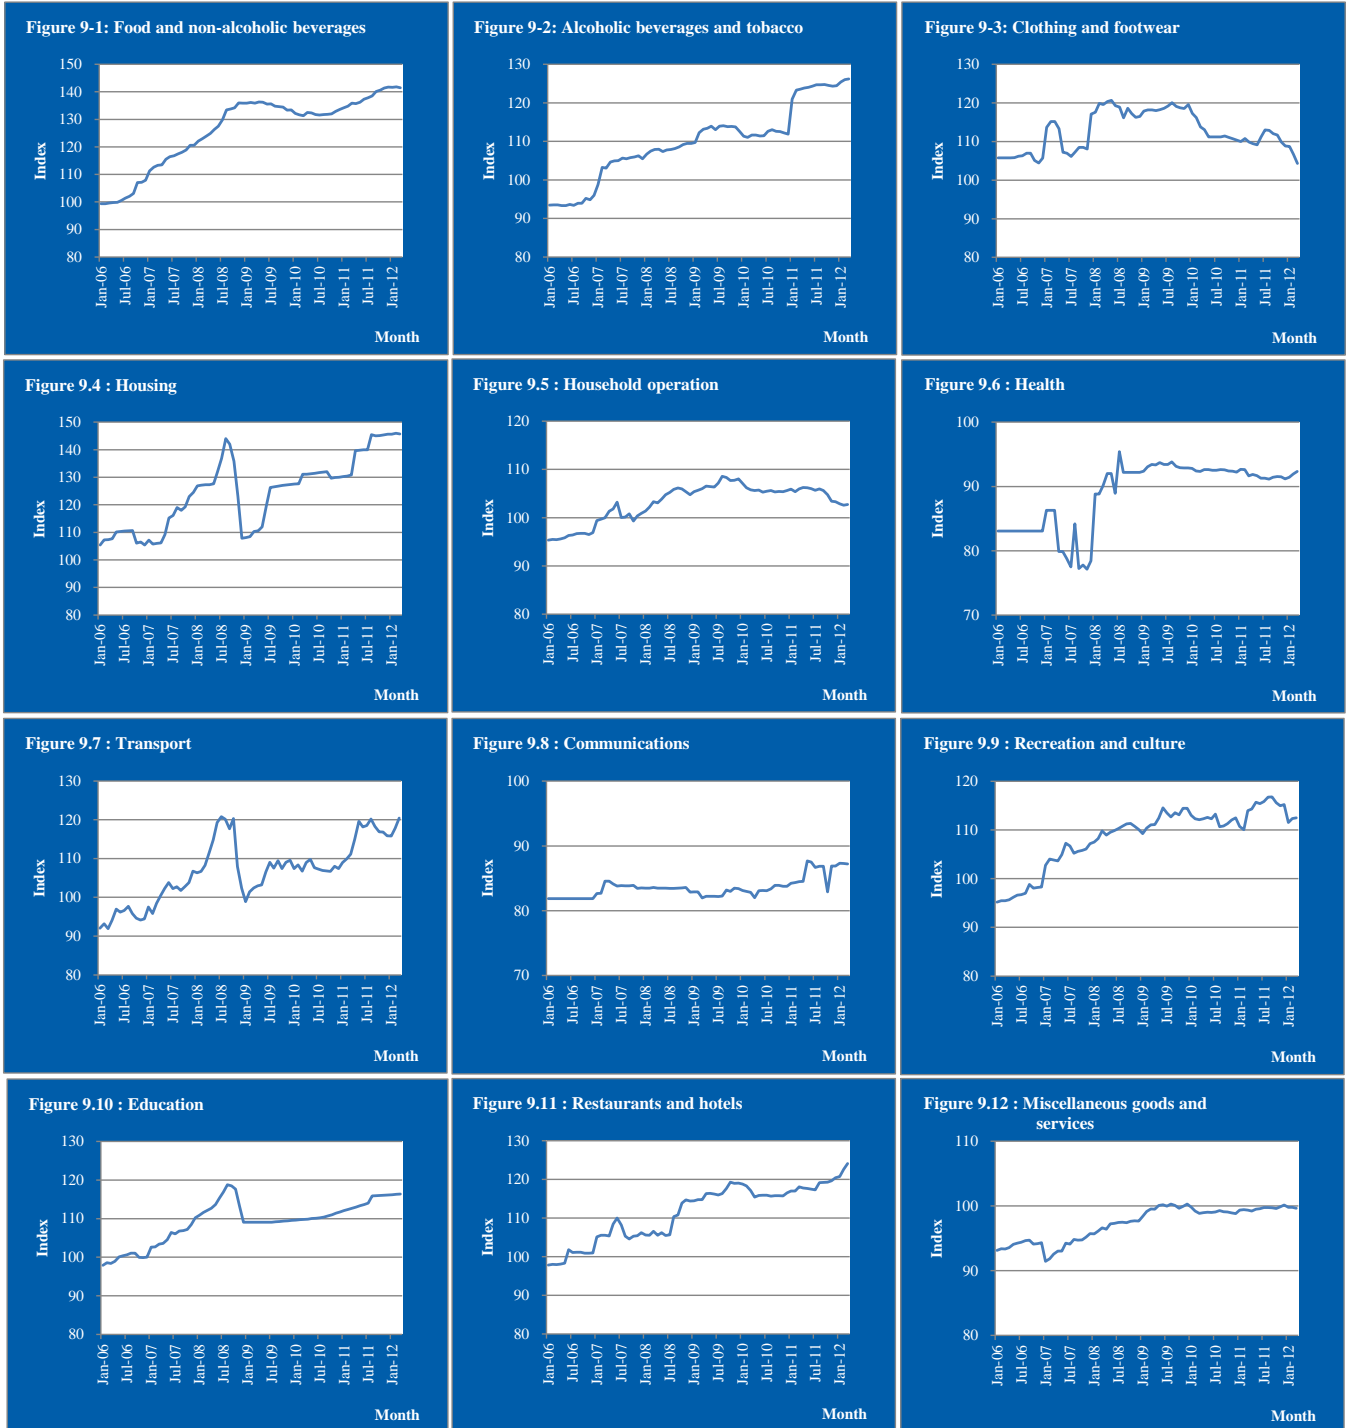 Figure 9-1: Food and non-alcoholic beverages
150
140
130
120
110
100
90
80
Index
Jan-06
Jul-06
Jan-07
Jul-07
Jan-08
Jul-08
Jan-09
Jul-09
Jan-10
Jul-10
Jan-11
Jul-11
Jan-12
Month
Figure 9-2: Alcoholic beverages and tobacco
130
120
110
100
90
80
Index
Jan-06
Jul-06
Jan-07
Jul-07
Jan-08
Jul-08
Jan-09
Jul-09
Jan-10
Jul-10
Jan-11
Jul-11
Jan-12
Month
Figure 9-3: Clothing and footwear
130
120
110
100
90
80
Index
Jan-06
Jul-06
Jan-07
Jul-07
Jan-08
Jul-08
Jan-09
Jul-09
Jan-10
Jul-10
Jan-11
Jul-11
Jan-12
Month
Figure 9.4 : Housing
150
140
130
120
110
100
90
80
Index
Jan-06
Jul-06
Jan-07
Jul-07
Jan-08
Jul-08
Jan-09
Jul-09
Jan-10
Jul-10
Jan-11
Jul-11
Jan-12
Month
Figure 9.5 : Household operation
120
110
100
90
80
Index
Jan-06
Jul-06
Jan-07
Jul-07
Jan-08
Jul-08
Jan-09
Jul-09
Jan-10
Jul-10
Jan-11
Jul-11
Jan-12
Month
Figure 9.6 : Health
100
90
80
70
Index
Jan-06
Jul-06
Jan-07
Jul-07
Jan-08
Jul-08
Jan-09
Jul-09
Jan-10
Jul-10
Jan-11
Jul-11
Jan-12
Month
Figure 9.7 : Transport
130
120
110
100
90
80
Index
Jan-06
Jul-06
Jan-07
Jul-07
Jan-08
Jul-08
Jan-09
Jul-09
Jan-10
Jul-10
Jan-11
Jul-11
Jan-12
Month
Figure 9.8 : Communications
100
90
80
70
Index
Jan-06
Jul-06
Jan-07
Jul-07
Jan-08
Jul-08
Jan-09
Jul-09
Jan-10
Jul-10
Jan-11
Jul-11
Jan-12
Month
Figure 9.9 : Recreation and culture
120
110
100
90
80
Index
Jan-06
Jul-06
Jan-07
Jul-07
Jan-08
Jul-08
Jan-09
Jul-09
Jan-10
Jul-10
Jan-11
Jul-11
Jan-12
Month
Figure 9.10 : Education
130
120
110
100
90
80
Index
Jan-06
Jul-06
Jan-07
Jul-07
Jan-08
Jul-08
Jan-09
Jul-09
Jan-10
Jul-10
Jan-11
Jul-11
Jan-12
Month
Figure 9.11 : Restaurants and hotels
130
120
110
100
90
80
Index
Jan-06
Jul-06
Jan-07
Jul-07
Jan-08
Jul-08
Jan-09
Jul-09
Jan-10
Jul-10
Jan-11
Jul-11
Jan-12
Month
Figure 9.12 : Miscellaneous goods and
services
110
100
90
80
Index
Jan-06
Jul-06
Jan-07
Jul-07
Jan-08
Jul-08
Jan-09
Jul-09
Jan-10
Jul-10
Jan-11
Jul-11
Jan-12
Month